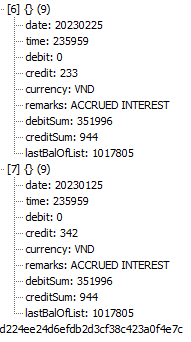 [6] {} (9)
date: 20230225
time: 235959
debit: 0
credit: 233
currency: VND
remarks: ACCRUED INTEREST
debitSum: 351996
creditSum: 944
lastBalOfList: 1017805
[7] {} (9)
date: 20230125
time: 235959
debit: 0
credit: 342
currency: VND
remarks: ACCRUED INTEREST
debitSum: 351996
creditSum: 944
lastBalOfList: 1017805
d224ee24d6efdb2d3cf38c423a0f4e7c